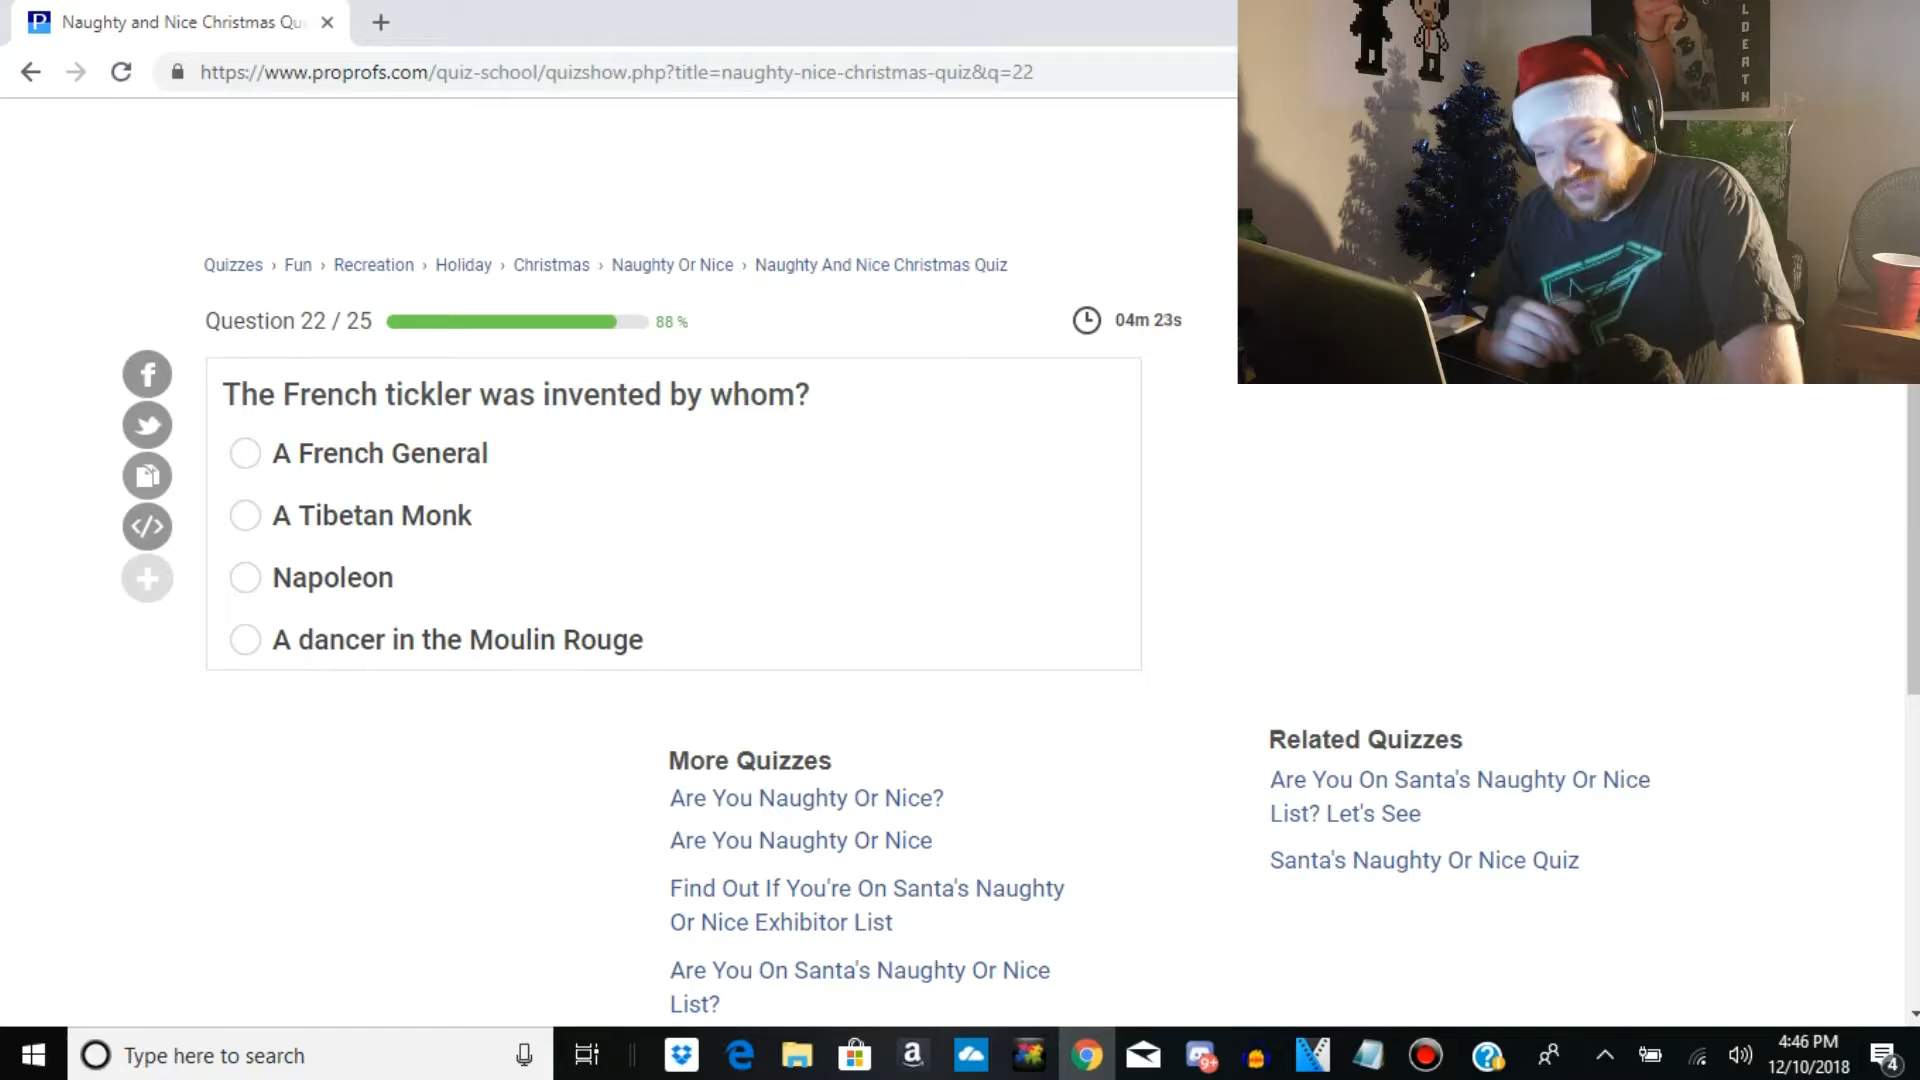 Naughty and Nice Christmas Qu
https://www.proprofs.com/quiz-school/quizshow.php?title=naughty-nice-christmas-quiz&q=22
LDEATH
Quizzes › Fun › Recreation › Holiday › Christmas › Naughty Or Nice › Naughty And Nice Christmas Quiz
Question 22 / 25 88 % 04m 23s
The French tickler was invented by whom?
A French General
A Tibetan Monk
Napoleon
A dancer in the Moulin Rouge
More Quizzes
Are You Naughty Or Nice?
Are You Naughty Or Nice
Find Out If You're On Santa's Naughty
Or Nice Exhibitor List
Are You On Santa's Naughty Or Nice
List?
Related Quizzes
Are You On Santa's Naughty Or Nice
List? Let's See
Santa's Naughty Or Nice Quiz
Type here to search
9+
4:46 PM
12/10/2018
4